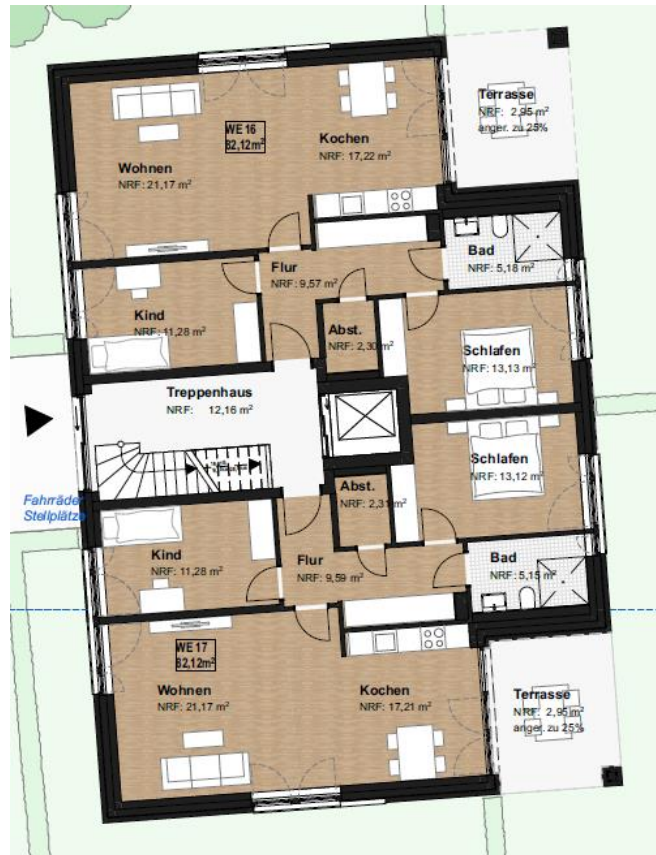 Terrasse
NRF: 2,95 m²
anger. zu 25%
WE 16
82,12m²
Kochen
NRF: 17,22 m²
Wohnen
NRF: 21,17 m²
Bad
NRF: 5,18 m²
Flur
NRF: 9,57 m²
Kind
NRF: 11,28 m²
Abst.
NRF: 2,30 m²
Schlafen
NRF: 13,13 m²
Treppenhaus
NRF: 12,16 m²
Schlafen
NRF: 13,12 m²
Abst.
NRF: 2,31 m²
Fahrräder
Stellplätze
Kind
NRF: 11,28 m²
Flur
NRF: 9,59 m²
Bad
NRF: 5,15 m²
WE 17
82,12m²
Wohnen
NRF: 21,17 m²
Kochen
NRF: 17,21 m²
Terrasse
NRF: 2,95 m²
anger. zu 25%